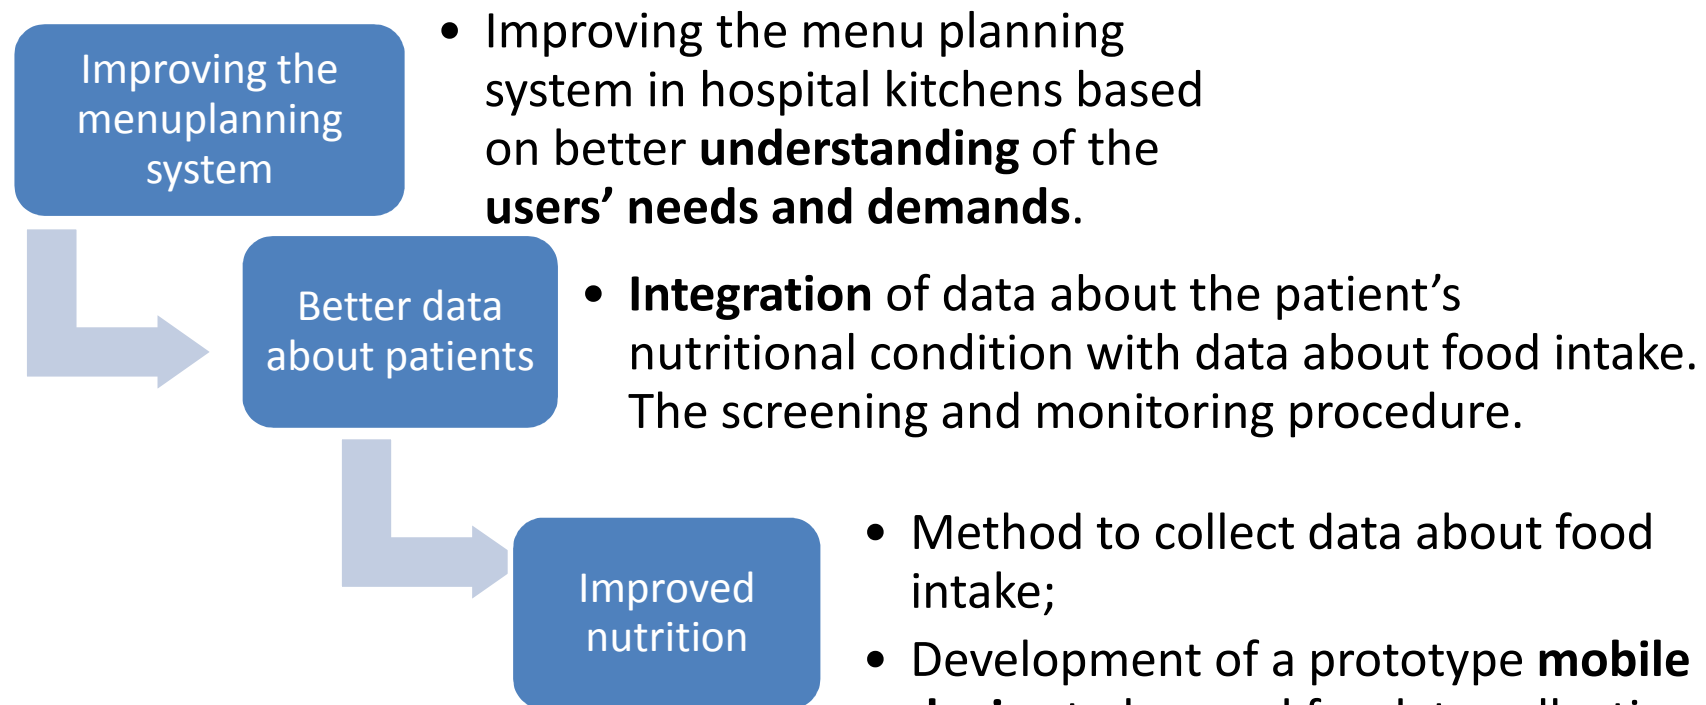 Improving the
menuplanning
system
• Improving the menu planning
system in hospital kitchens based
on better understanding of the
users’ needs and demands.
Better data
about patients
• Integration of data about the patient’s
nutritional condition with data about food intake.
The screening and monitoring procedure.
Improved
nutrition
• Method to collect data about food
intake;
• Development of a prototype mobile